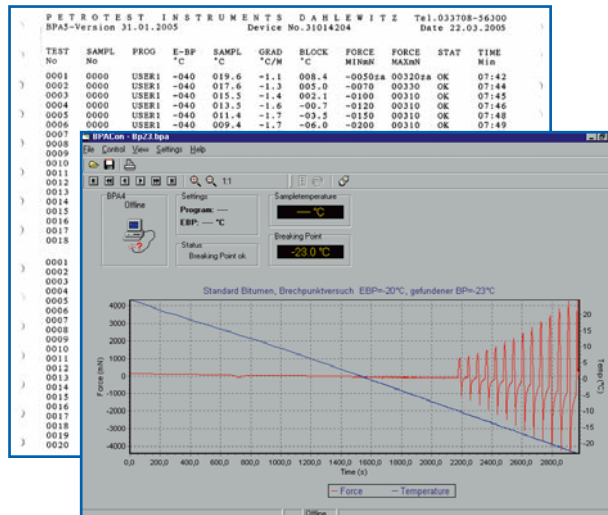 P E T R O T E S T   I N S T R U M E N T S   D A H L E W I T Z   Tel.033708-56300
BPA5-Version 31.01.2005   Device No.31014204   Date 22.03.2005
TEST SAMPL PROG E-BP SAMPL GRAD BLOCK FORCE FORCE STAT TIME
No No °C °C °C/M °C MINmN MAXmN Min
0001 0000 USER1 -040 019.6 -1.1 008.4 -0050za 00320za OK 07:42
0002 0000 USER1 -040 017.6 -1.3 005.0 -0070 00330 OK 07:44
0003 0000 USER1 -040 015.5 -1.4 002.1 -0100 00310 OK 07:45
0004 0000 USER1 -040 013.5 -1.6 -00.7 -0120 00310 OK 07:46
0005 0000 USER1 -040 011.4 -1.7 -03.5 -0150 00310 OK 07:48
0006 0000 USER1 -040 009.4 -1.7 -06.0 -0200 00310 OK 07:49
0007
0008
0009
0010
0011
0012
0013
0014
0015
0016
0017
0018
0001
0002
0003
0004
0005
0006
0007
0008
0009
0010
0011
0012
0013
0014
0015
0016
0017
0018
0019
0020
BPACon - Bp23.bpa
File Control View Settings Help
1:1
BPA4
Offline
Settings
Program: ---
EBP: --- °C
Status
Breaking Point ok
Sampletemperature
--- °C
Breaking Point
-23.0 °C
Standard Bitumen, Brechpunktversuch EBP=-20°C, gefundener BP=-23°C
Force (mN)
4000
3000
2000
1000
0
-1000
-2000
-3000
-4000
20
15
10
5
0
-5
-10
-15
-20
Temp (°C)
0,0 200,0 400,0 600,0 800,0 1000,0 1200,0 1400,0 1600,0 1800,0 2000,0 2200,0 2400,0 2600,0 2800,0
Time (s)
Force Temperature
Offline